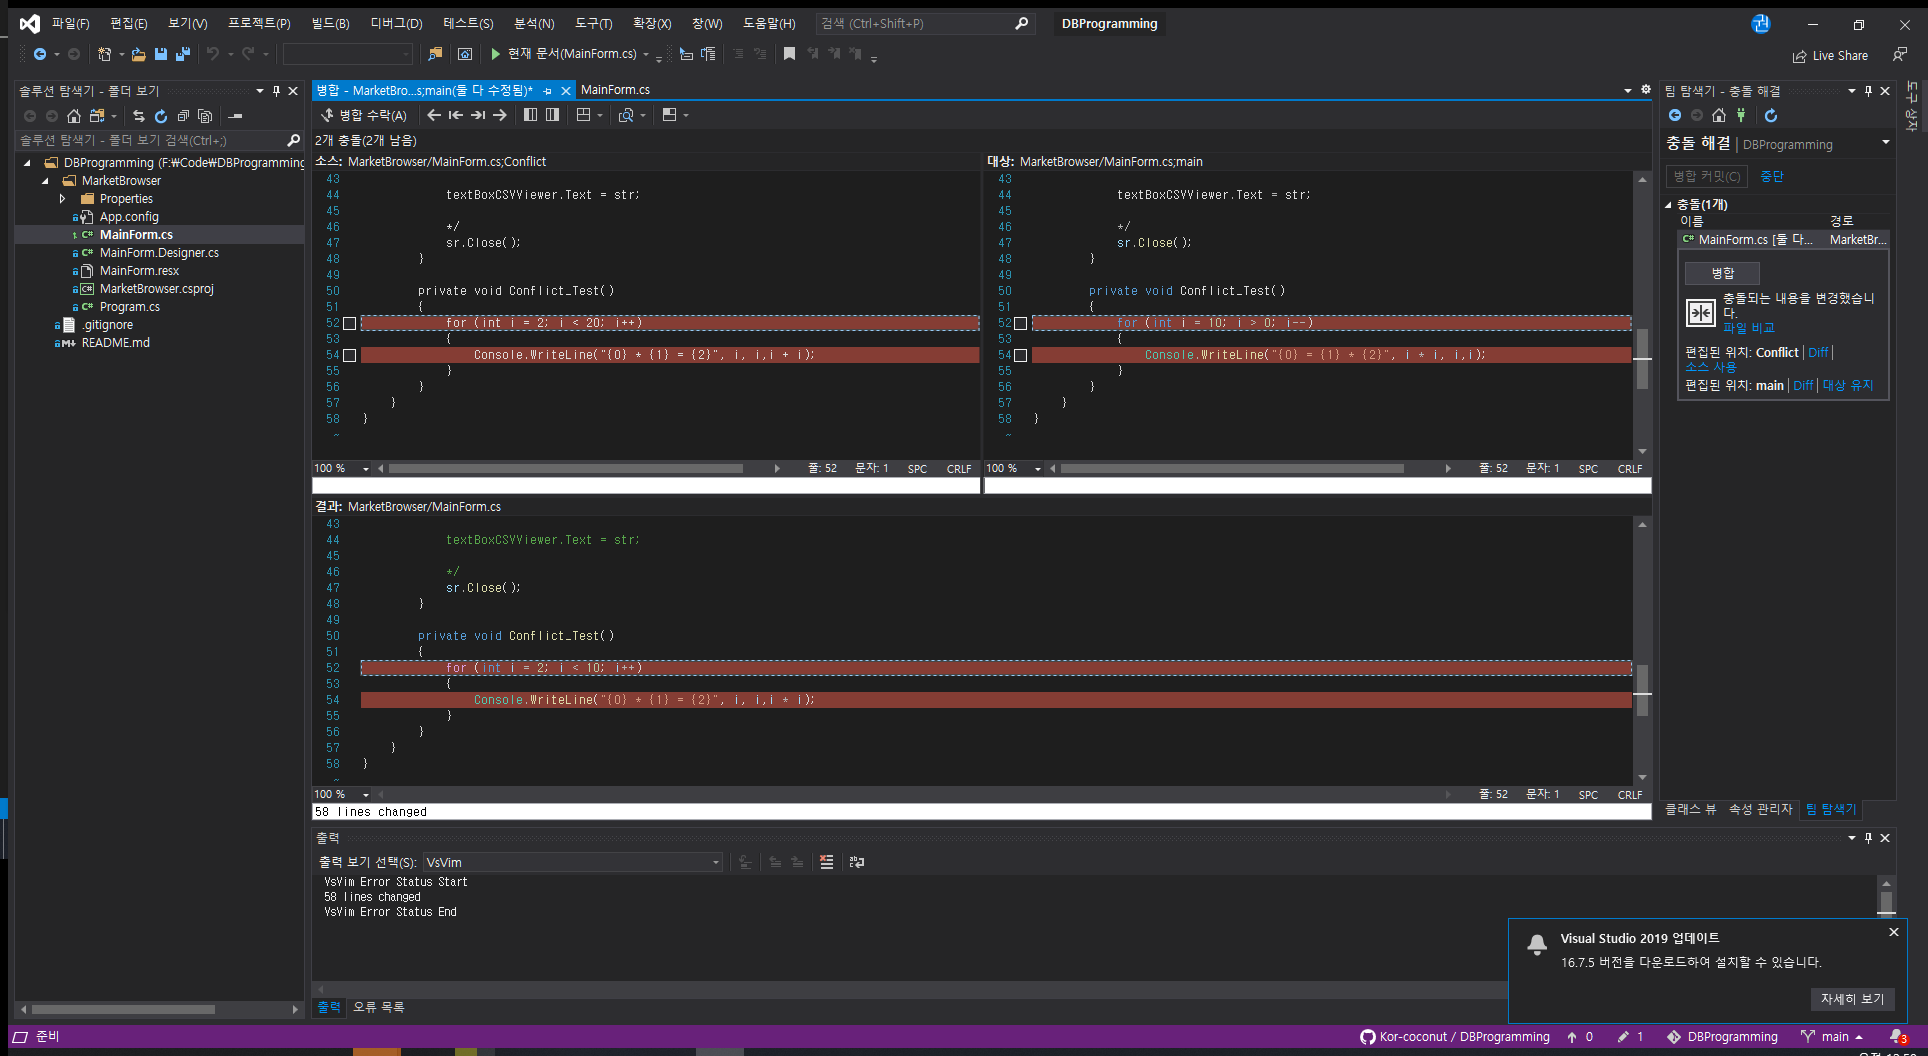 파일(F) 편집(E) 보기(V) 프로젝트(P) 빌드(B) 디버그(D) 테스트(S) 분석(N) 도구(T) 확장(X) 창(W) 도움말(H) 검색 (Ctrl+Shift+P) DBProgramming 권
현재 문서(MainForm.cs) Live Share
솔루션 탐색기 - 폴더 보기
솔루션 탐색기 - 폴더 보기 검색(Ctrl+;)
DBProgramming (F:₩Code₩DBProgramming
MarketBrowser
Properties
App.config
MainForm.cs
MainForm.Designer.cs
MainForm.resx
MarketBrowser.csproj
Program.cs
.gitignore
README.md
병합 - MarketBro...s;main(둘 다 수정됨)* MainForm.cs
병합 수락(A)
2개 충돌(2개 남음)
소스: MarketBrowser/MainForm.cs;Conflict
43
44 textBoxCSVViewer.Text = str;
45
46 */
47 sr.Close();
48 }
49
50 private void Conflict_Test()
51 {
52 for (int i = 2; i < 20; i++)
53 {
54 Console.WriteLine("{0} * {1} = {2}", i, i,i + i);
55 }
56 }
57 }
58 }
~
100 % 줄: 52 문자: 1 SPC CRLF
대상: MarketBrowser/MainForm.cs;main
43
44 textBoxCSVViewer.Text = str;
45
46 */
47 sr.Close();
48 }
49
50 private void Conflict_Test()
51 {
52 for (int i = 10; i > 0; i--)
53 {
54 Console.WriteLine("{0} = {1} * {2}", i * i, i,i);
55 }
56 }
57 }
58 }
~
100 % 줄: 52 문자: 1 SPC CRLF
결과: MarketBrowser/MainForm.cs
43
44 textBoxCSVViewer.Text = str;
45
46 */
47 sr.Close();
48 }
49
50 private void Conflict_Test()
51 {
52 for (int i = 2; i < 10; i++)
53 {
54 Console.WriteLine("{0} * {1} = {2}", i, i,i * i);
55 }
56 }
57 }
58 }
~
100 % 줄: 52 문자: 1 SPC CRLF
58 lines changed
출력
출력 보기 선택(S): VsVim
VsVim Error Status Start
58 lines changed
VsVim Error Status End
출력 오류 목록
팀 탐색기 - 충돌 해결
충돌 해결 | DBProgramming
병합 커밋(C) 중단
충돌(1개)
이름 경로
MainForm.cs [둘 다... MarketBr...
병합
충돌되는 내용을 변경했습니
다.
파일 비교
편집된 위치: Conflict | Diff |
소스 사용
편집된 위치: main | Diff | 대상 유지
클래스 뷰 속성 관리자 팀 탐색기
도구 상자
Visual Studio 2019 업데이트
16.7.5 버전을 다운로드하여 설치할 수 있습니다.
자세히 보기
준비 Kor-coconut / DBProgramming 0 1 DBProgramming main 3